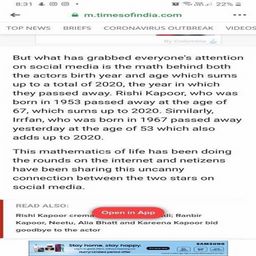 8:31
22%
m.timesofindia.com
TOP NEWS BRIEFS CORONAVIRUS OUTBREAK VIDEOS
But what has grabbed everyone's attention
on social media is the math behind both
the actors birth year and age which sums
up to a total of 2020, the year in which
they passed away. Rishi Kapoor, who was
born in 1953 passed away at the age of
67, which sums up to 2020. Similarly,
Irrfan, who was born in 1967 passed away
yesterday at the age of 53 which also
adds up to 2020.
This mathematics of life has been doing
the rounds on the internet and netizens
have been sharing this uncanny
connection between the two stars on
social media.
READ ALSO:
Rishi Kapoor crema Open in App di; Ranbir
Kapoor, Neetu, Alia Bhatt and Kareena Kapoor bid
goodbye to the actor
Stay home, stay happy.
SAMSUNG